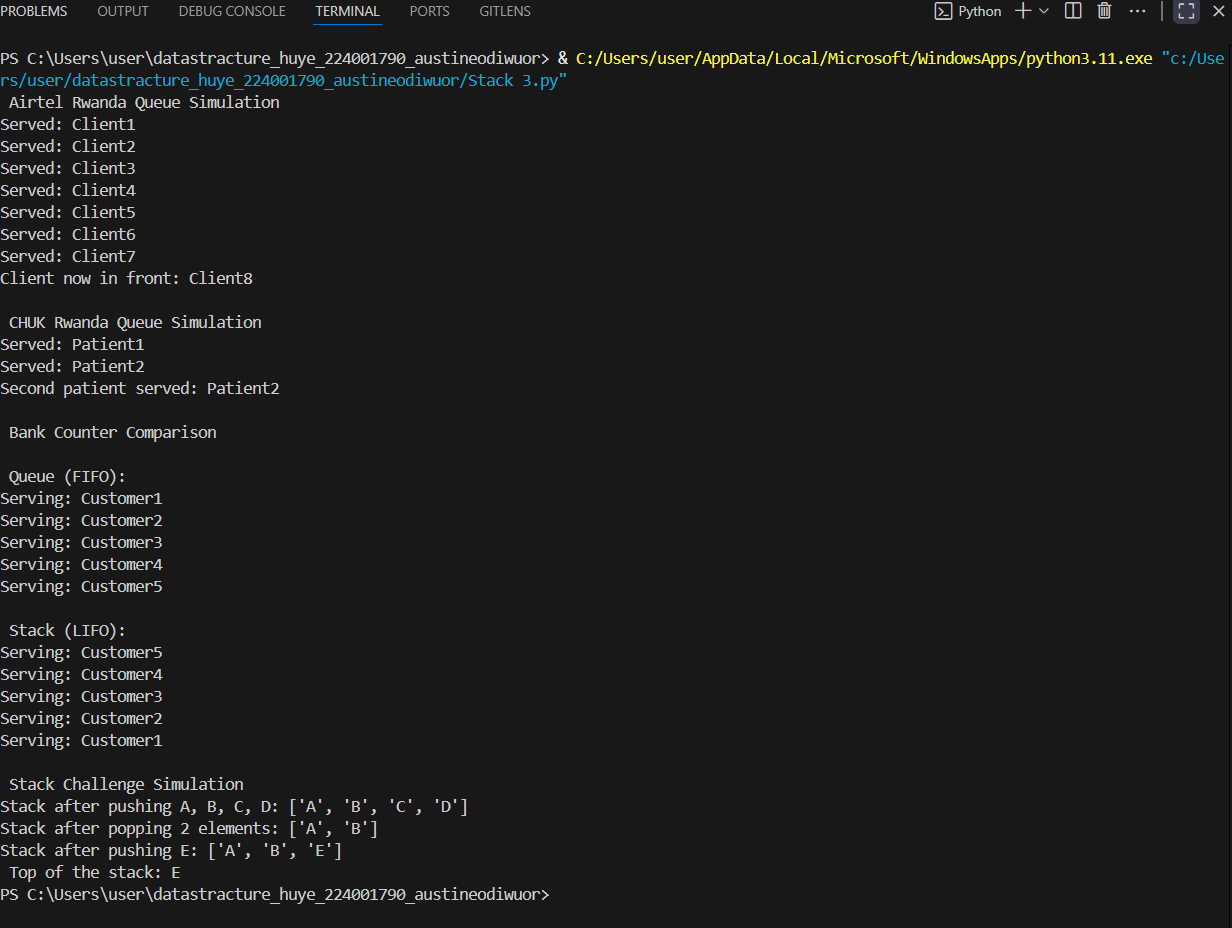 PROBLEMS OUTPUT DEBUG CONSOLE TERMINAL PORTS GITLENS Python
PS C:\Users\user\datastracture_huye_224001790_austineodiwuor> & C:/Users/user/AppData/Local/Microsoft/WindowsApps/python3.11.exe "c:/Use
rs/user/datastracture_huye_224001790_austineodiwuor/Stack 3.py"
Airtel Rwanda Queue Simulation
Served: Client1
Served: Client2
Served: Client3
Served: Client4
Served: Client5
Served: Client6
Served: Client7
Client now in front: Client8
CHUK Rwanda Queue Simulation
Served: Patient1
Served: Patient2
Second patient served: Patient2
Bank Counter Comparison
Queue (FIFO):
Serving: Customer1
Serving: Customer2
Serving: Customer3
Serving: Customer4
Serving: Customer5
Stack (LIFO):
Serving: Customer5
Serving: Customer4
Serving: Customer3
Serving: Customer2
Serving: Customer1
Stack Challenge Simulation
Stack after pushing A, B, C, D: ['A', 'B', 'C', 'D']
Stack after popping 2 elements: ['A', 'B']
Stack after pushing E: ['A', 'B', 'E']
Top of the stack: E
PS C:\Users\user\datastracture_huye_224001790_austineodiwuor>